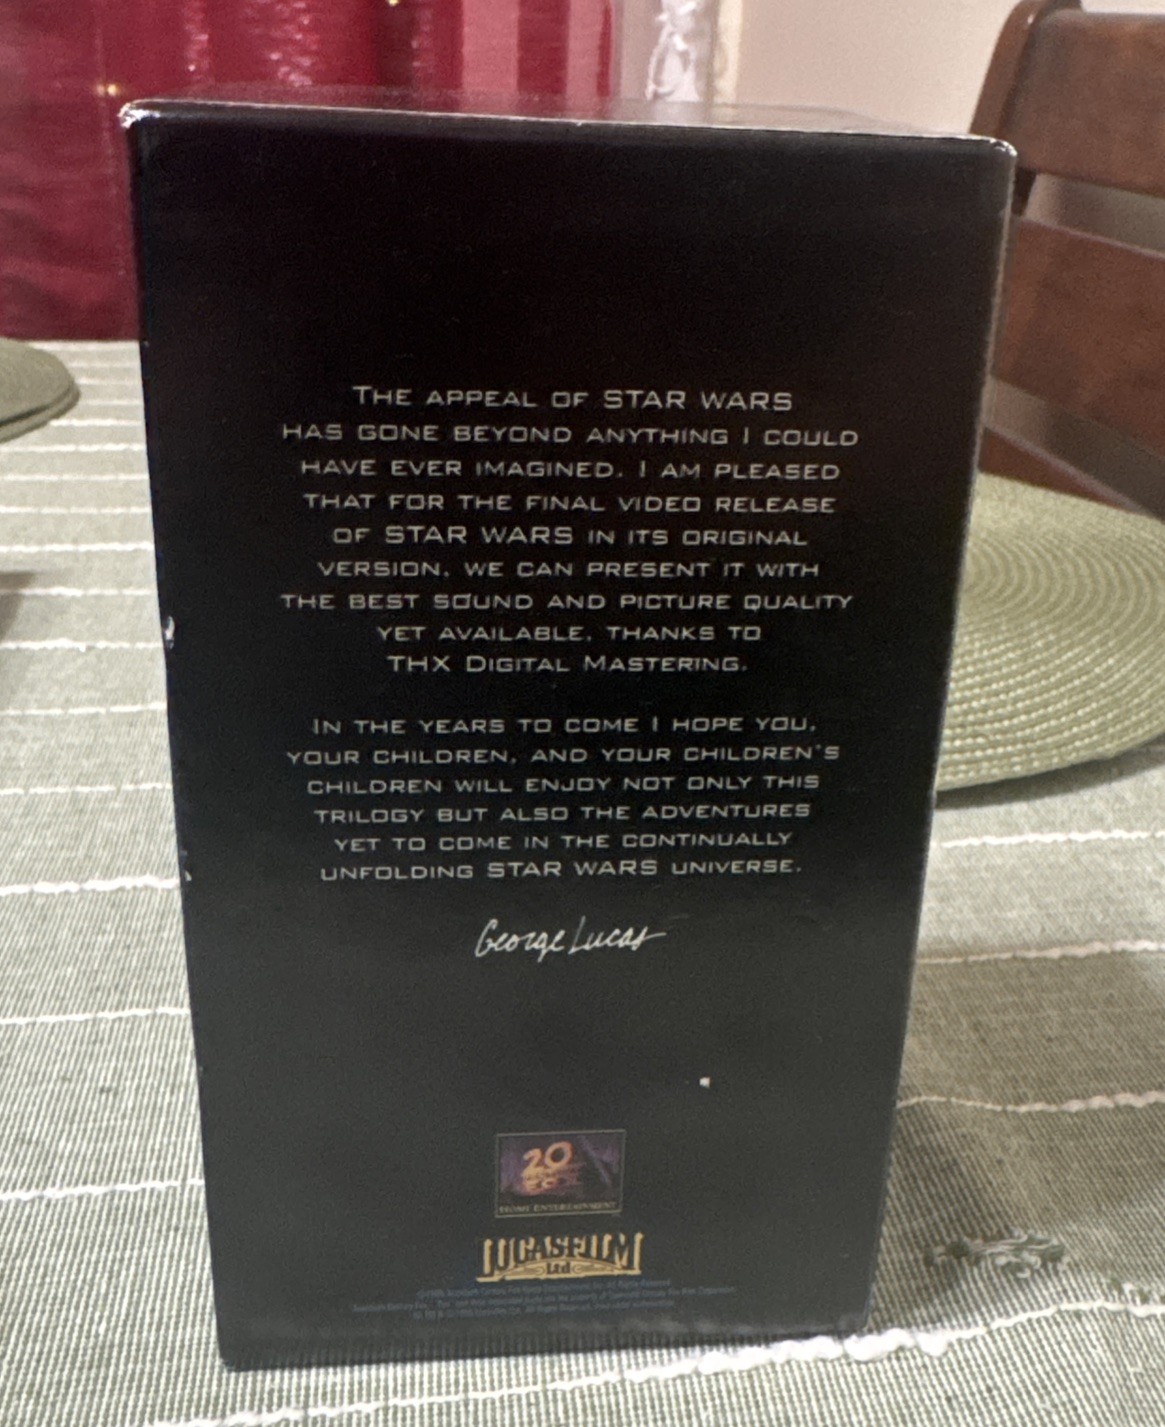 THE APPEAL OF STAR WARS
HAS GONE BEYOND ANYTHING I COULD
HAVE EVER IMAGINED. I AM PLEASED
THAT FOR THE FINAL VIDEO RELEASE
OF STAR WARS IN ITS ORIGINAL
VERSION, WE CAN PRESENT IT WITH
THE BEST SOUND AND PICTURE QUALITY
YET AVAILABLE, THANKS TO
THX DIGITAL MASTERING.
IN THE YEARS TO COME I HOPE YOU,
YOUR CHILDREN, AND YOUR CHILDREN'S
CHILDREN WILL ENJOY NOT ONLY THIS
TRILOGY BUT ALSO THE ADVENTURES
YET TO COME IN THE CONTINUALLY
UNFOLDING STAR WARS UNIVERSE.
George Lucas
20
HOME ENTERTAINMENT
LUCASFILM
Ltd